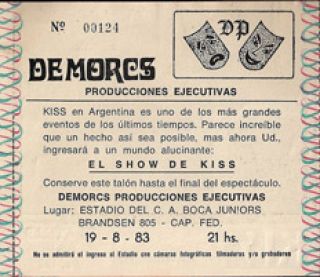 Nº 00124
DP
DEMORCS
PRODUCCIONES EJECUTIVAS
KISS en Argentina es uno de los más grandes
eventos de los últimos tiempos. Parece increíble
que un hecho así sea posible, mas ahora Ud.,
ingresará a un mundo alucinante:
EL SHOW DE KISS
Conserve este talón hasta el final del espectáculo.
DEMORCS PRODUCCIONES EJECUTIVAS
Lugar: ESTADIO DEL C. A. BOCA JUNIORS
BRANDSEN 805 - CAP. FED.
19 - 8 - 83 21 hs.
No se admitirá el ingreso al Estadio con cámaras fotográficas filmadoras y/o grabadores